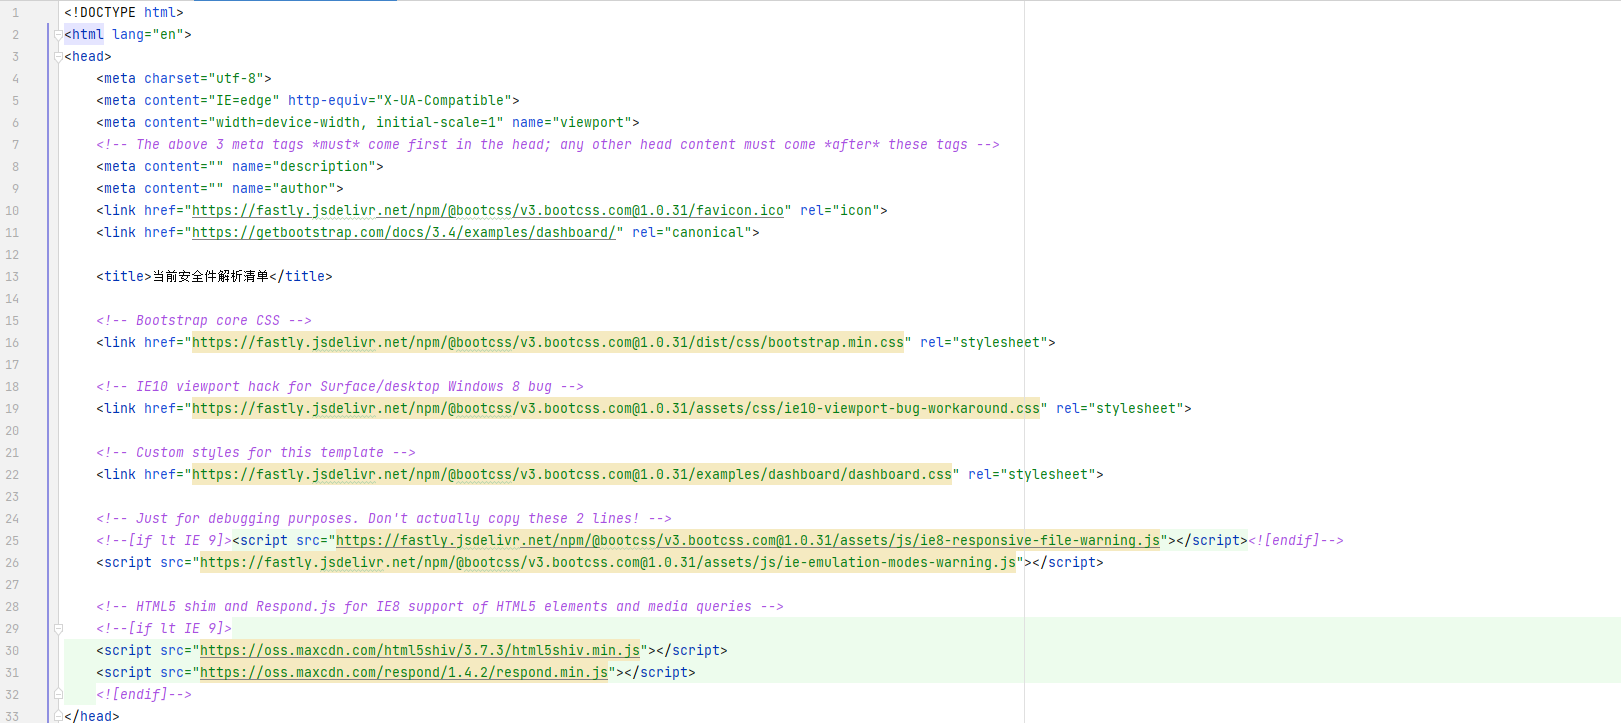 1 <!DOCTYPE html>
2 <html lang="en">
3 <head>
4 <meta charset="utf-8">
5 <meta content="IE=edge" http-equiv="X-UA-Compatible">
6 <meta content="width=device-width, initial-scale=1" name="viewport">
7 <!-- The above 3 meta tags *must* come first in the head; any other head content must come *after* these tags -->
8 <meta content="" name="description">
9 <meta content="" name="author">
10 <link href="https://fastly.jsdelivr.net/npm/@bootcss/v3.bootcss.com@1.0.31/favicon.ico" rel="icon">
11 <link href="https://getbootstrap.com/docs/3.4/examples/dashboard/" rel="canonical">
12
13 <title>当前安全件解析清单</title>
14
15 <!-- Bootstrap core CSS -->
16 <link href="https://fastly.jsdelivr.net/npm/@bootcss/v3.bootcss.com@1.0.31/dist/css/bootstrap.min.css" rel="stylesheet">
17
18 <!-- IE10 viewport hack for Surface/desktop Windows 8 bug -->
19 <link href="https://fastly.jsdelivr.net/npm/@bootcss/v3.bootcss.com@1.0.31/assets/css/ie10-viewport-bug-workaround.css" rel="stylesheet">
20
21 <!-- Custom styles for this template -->
22 <link href="https://fastly.jsdelivr.net/npm/@bootcss/v3.bootcss.com@1.0.31/examples/dashboard/dashboard.css" rel="stylesheet">
23
24 <!-- Just for debugging purposes. Don't actually copy these 2 lines! -->
25 <!--[if lt IE 9]><script src="https://fastly.jsdelivr.net/npm/@bootcss/v3.bootcss.com@1.0.31/assets/js/ie8-responsive-file-warning.js"></script><![endif]-->
26 <script src="https://fastly.jsdelivr.net/npm/@bootcss/v3.bootcss.com@1.0.31/assets/js/ie-emulation-modes-warning.js"></script>
27
28 <!-- HTML5 shim and Respond.js for IE8 support of HTML5 elements and media queries -->
29 <!--[if lt IE 9]>
30 <script src="https://oss.maxcdn.com/html5shiv/3.7.3/html5shiv.min.js"></script>
31 <script src="https://oss.maxcdn.com/respond/1.4.2/respond.min.js"></script>
32 <![endif]-->
33 </head>